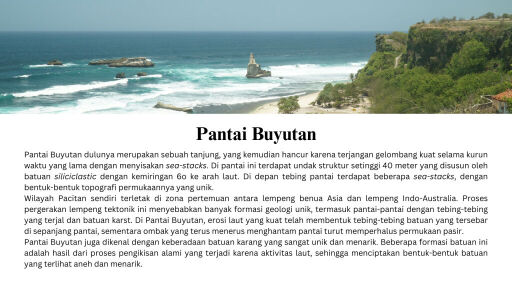 Pantai Buyutan
Pantai Buyutan dulunya merupakan sebuah tanjung, yang kemudian hancur karena terjangan gelombang kuat selama kurun
waktu yang lama dengan menyisakan sea-stacks. Di pantai ini terdapat undak struktur setinggi 40 meter yang disusun oleh
batuan siliciclastic dengan kemiringan 6o ke arah laut. Di depan tebing pantai terdapat beberapa sea-stacks, dengan
bentuk-bentuk topografi permukaannya yang unik.
Wilayah Pacitan sendiri terletak di zona pertemuan antara lempeng benua Asia dan lempeng Indo-Australia. Proses
pergerakan lempeng tektonik ini menyebabkan banyak formasi geologi unik, termasuk pantai-pantai dengan tebing-tebing
yang terjal dan batuan karst. Di Pantai Buyutan, erosi laut yang kuat telah membentuk tebing-tebing batuan yang tersebar
di sepanjang pantai, sementara ombak yang terus menerus menghantam pantai turut memperhalus permukaan pasir.
Pantai Buyutan juga dikenal dengan keberadaan batuan karang yang sangat unik dan menarik. Beberapa formasi batuan ini
adalah hasil dari proses pengikisan alami yang terjadi karena aktivitas laut, sehingga menciptakan bentuk-bentuk batuan
yang terlihat aneh dan menarik.